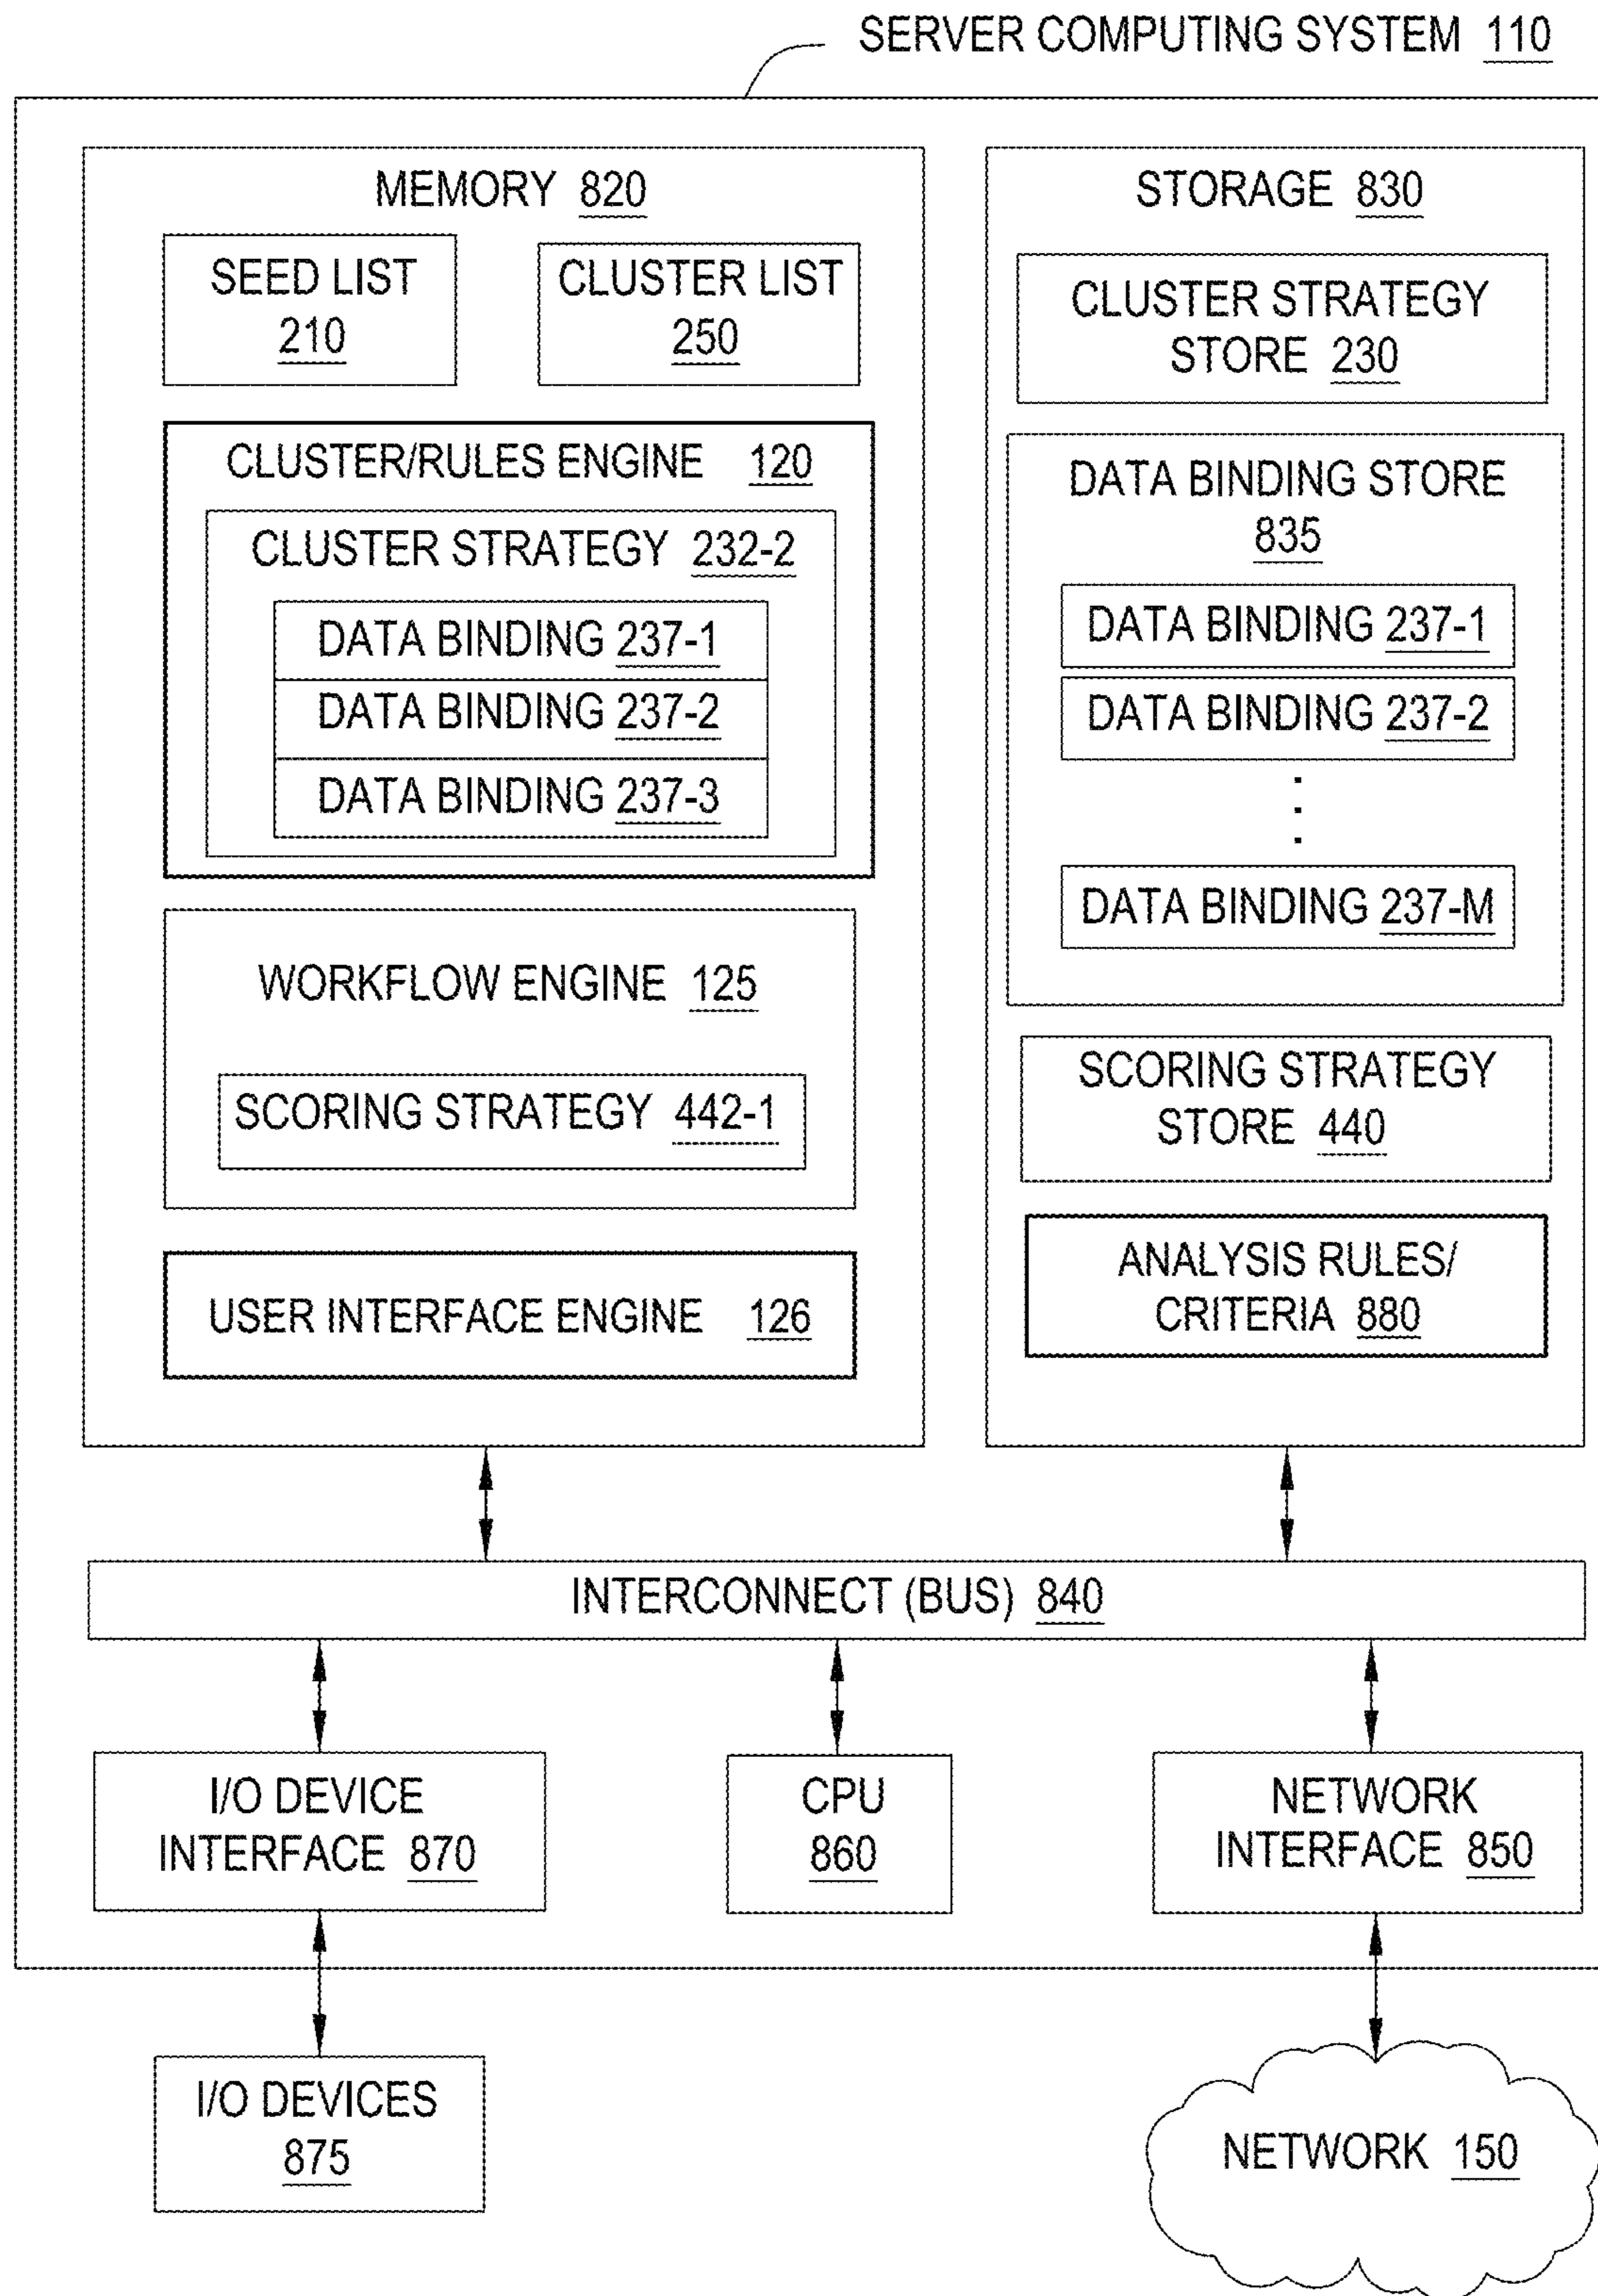 SERVER COMPUTING SYSTEM 110
MEMORY 820
SEED LIST
210
CLUSTER LIST
250
CLUSTER/RULES ENGINE 120
CLUSTER STRATEGY 232-2
DATA BINDING 237-1
DATA BINDING 237-2
DATA BINDING 237-3
WORKFLOW ENGINE 125
SCORING STRATEGY 442-1
USER INTERFACE ENGINE 126
STORAGE 830
CLUSTER STRATEGY
STORE 230
DATA BINDING STORE
835
DATA BINDING 237-1
DATA BINDING 237-2
DATA BINDING 237-M
SCORING STRATEGY
STORE 440
ANALYSIS RULES/
CRITERIA 880
INTERCONNECT (BUS) 840
I/O DEVICE
INTERFACE 870
CPU
860
NETWORK
INTERFACE 850
I/O DEVICES
875
NETWORK 150